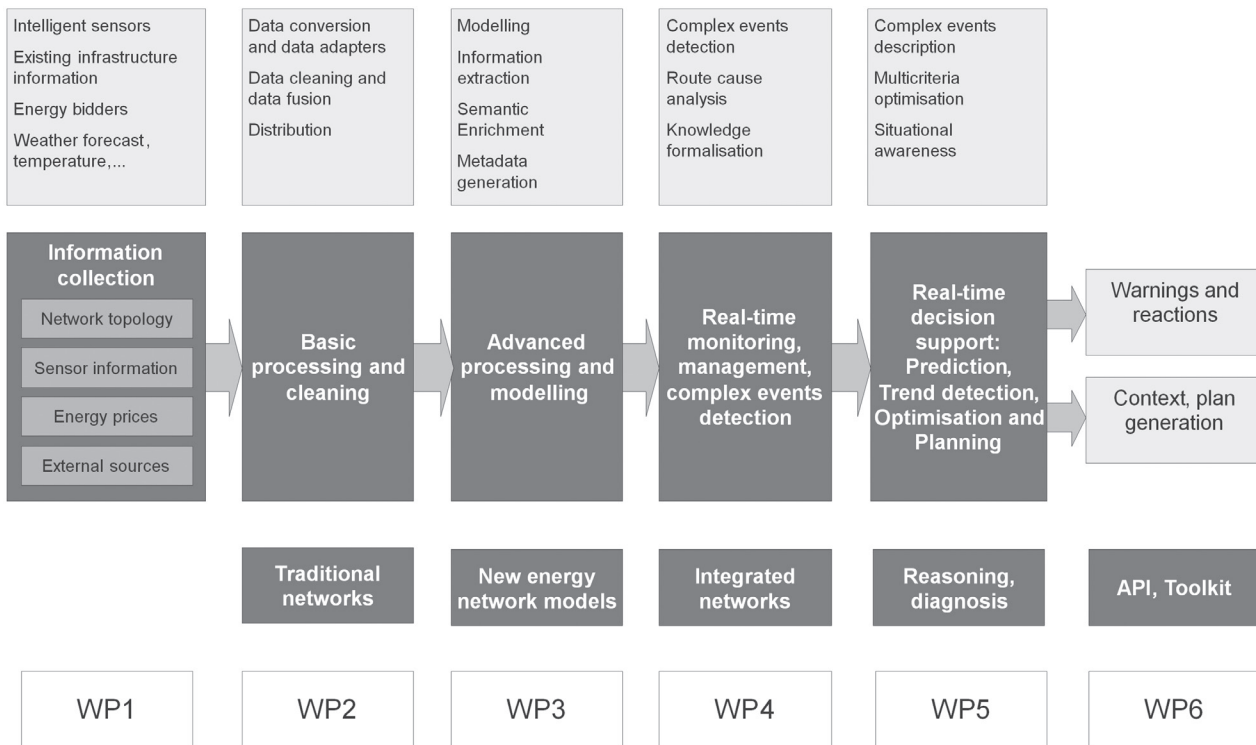 Intelligent sensors
Existing infrastructure
information
Energy bidders
Weather forecast,
temperature,...
Data conversion
and data adapters
Data cleaning and
data fusion
Distribution
Modelling
Information
extraction
Semantic
Enrichment
Metadata
generation
Complex events
detection
Route cause
analysis
Knowledge
formalisation
Complex events
description
Multicriteria
optimisation
Situational
awareness
Information
collection
Network topology
Sensor information
Energy prices
External sources
Basic
processing and
cleaning
Advanced
processing and
modelling
Real-time
monitoring,
management,
complex events
detection
Real-time
decision
support:
Prediction,
Trend detection,
Optimisation and
Planning
Warnings and
reactions
Context, plan
generation
Traditional
networks
New energy
network models
Integrated
networks
Reasoning,
diagnosis
API, Toolkit
WP1
WP2
WP3
WP4
WP5
WP6